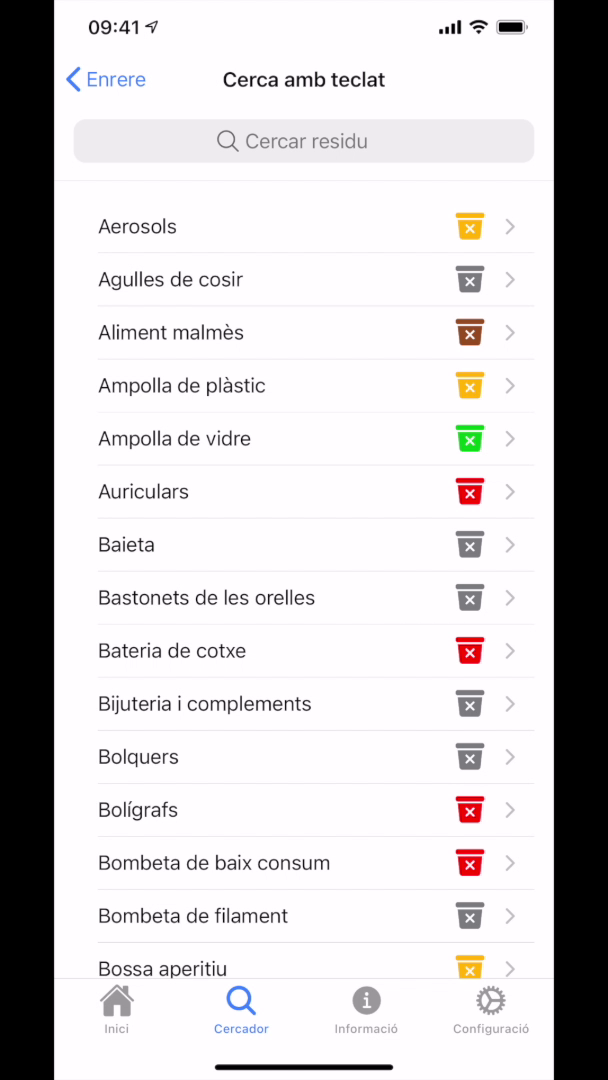 09:41
Enrere
Cerca amb teclat
Cercar residu
Aerosols
Agulles de cosir
Aliment malmès
Ampolla de plàstic
Ampolla de vidre
Auriculars
Baieta
Bastonets de les orelles
Bateria de cotxe
Bijuteria i complements
Bolquers
Bolígrafs
Bombeta de baix consum
Bombeta de filament
Bossa aperitiu
Inici
Cercador
Informació
Configuració